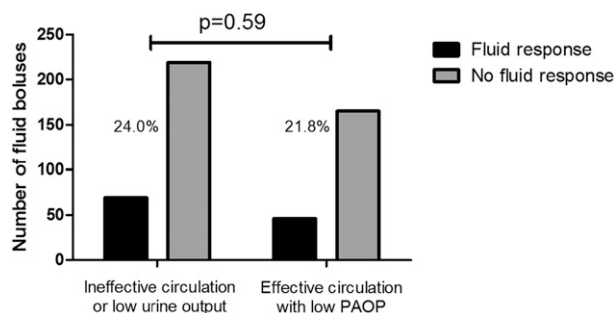 p=0.59
Fluid response
No fluid response
Number of fluid boluses
250
200
150
100
50
0
24.0%
21.8%
Ineffective circulation
or low urine output
Effective circulation
with low PAOP